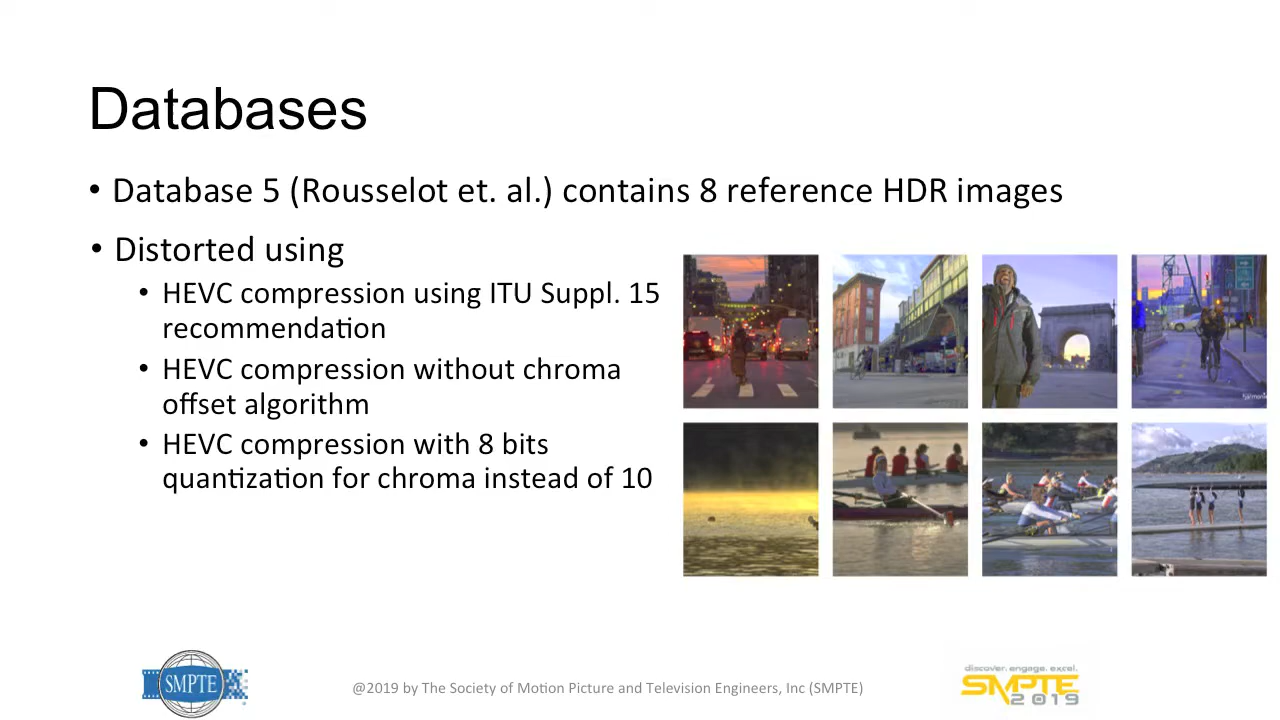 Databases
• Database 5 (Rousselot et. al.) contains 8 reference HDR images
• Distorted using
• HEVC compression using ITU Suppl. 15
recommendation
• HEVC compression without chroma
offset algorithm
• HEVC compression with 8 bits
quantization for chroma instead of 10
SMPTE
@2019 by The Society of Motion Picture and Television Engineers, Inc (SMPTE)
discover. engage. excel.
SMPTE
2019